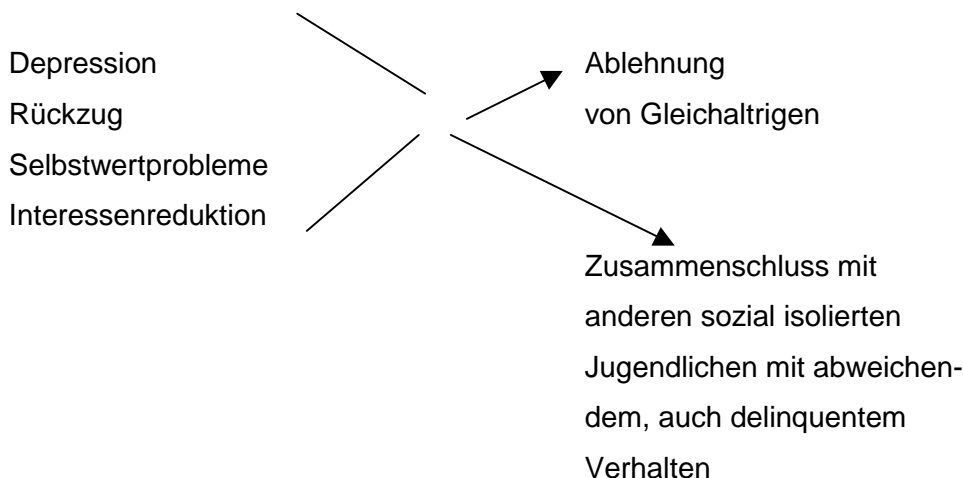 Depression
Rückzug
Selbstwertprobleme
Interessenreduktion
Ablehnung
von Gleichaltrigen
Zusammenschluss mit
anderen sozial isolierten
Jugendlichen mit abweichen-
dem, auch delinquentem
Verhalten